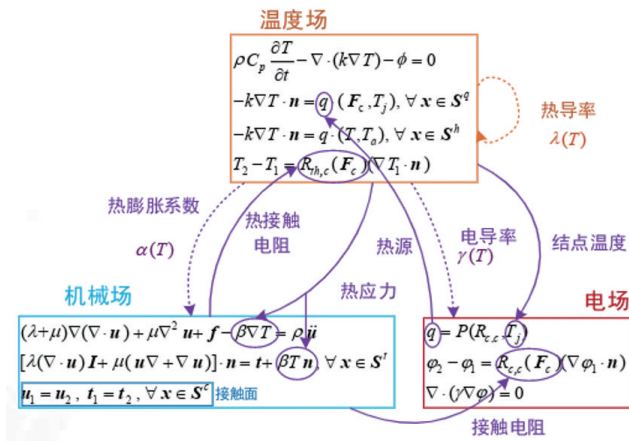 温度场
ρC_p ∂T/∂t − ∇·(k∇T) − ϕ = 0
−k∇T·n = q (F_c, T_j), ∀ x ∈ S^q
−k∇T·n = q·(T, T_a), ∀ x ∈ S^h
T_2 − T_1 = R_{th,c}(F_c)(∇T_1·n)
热导率
λ(T)
热膨胀系数
α(T)
热接触
电阻
热源
电导率
γ(T)
结点温度
热应力
机械场
(λ+μ)∇(∇·u) + μ∇²u + f − β∇T = ρü
[λ(∇·u)I + μ(u∇ + ∇u)]·n = t + βTn, ∀ x ∈ S^t
u_1 = u_2 , t_1 = t_2 , ∀ x ∈ S^c 接触面
电场
q = P(R_{c,c}, T_j)
φ_2 − φ_1 = R_{c,c}(F_c)(∇φ_1·n)
∇·(γ∇φ) = 0
接触电阻